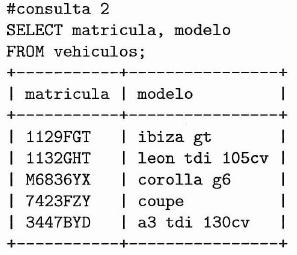 #consulta 2
SELECT matricula, modelo
FROM vehiculos;
+-----------+----------------+
| matricula | modelo         |
+-----------+----------------+
| 1129FGT   | ibiza gt       |
| 1132GHT   | leon tdi 105cv |
| M6836YX   | corolla g6     |
| 7423FZY   | coupe          |
| 3447BYD   | a3 tdi 130cv   |
+-----------+----------------+